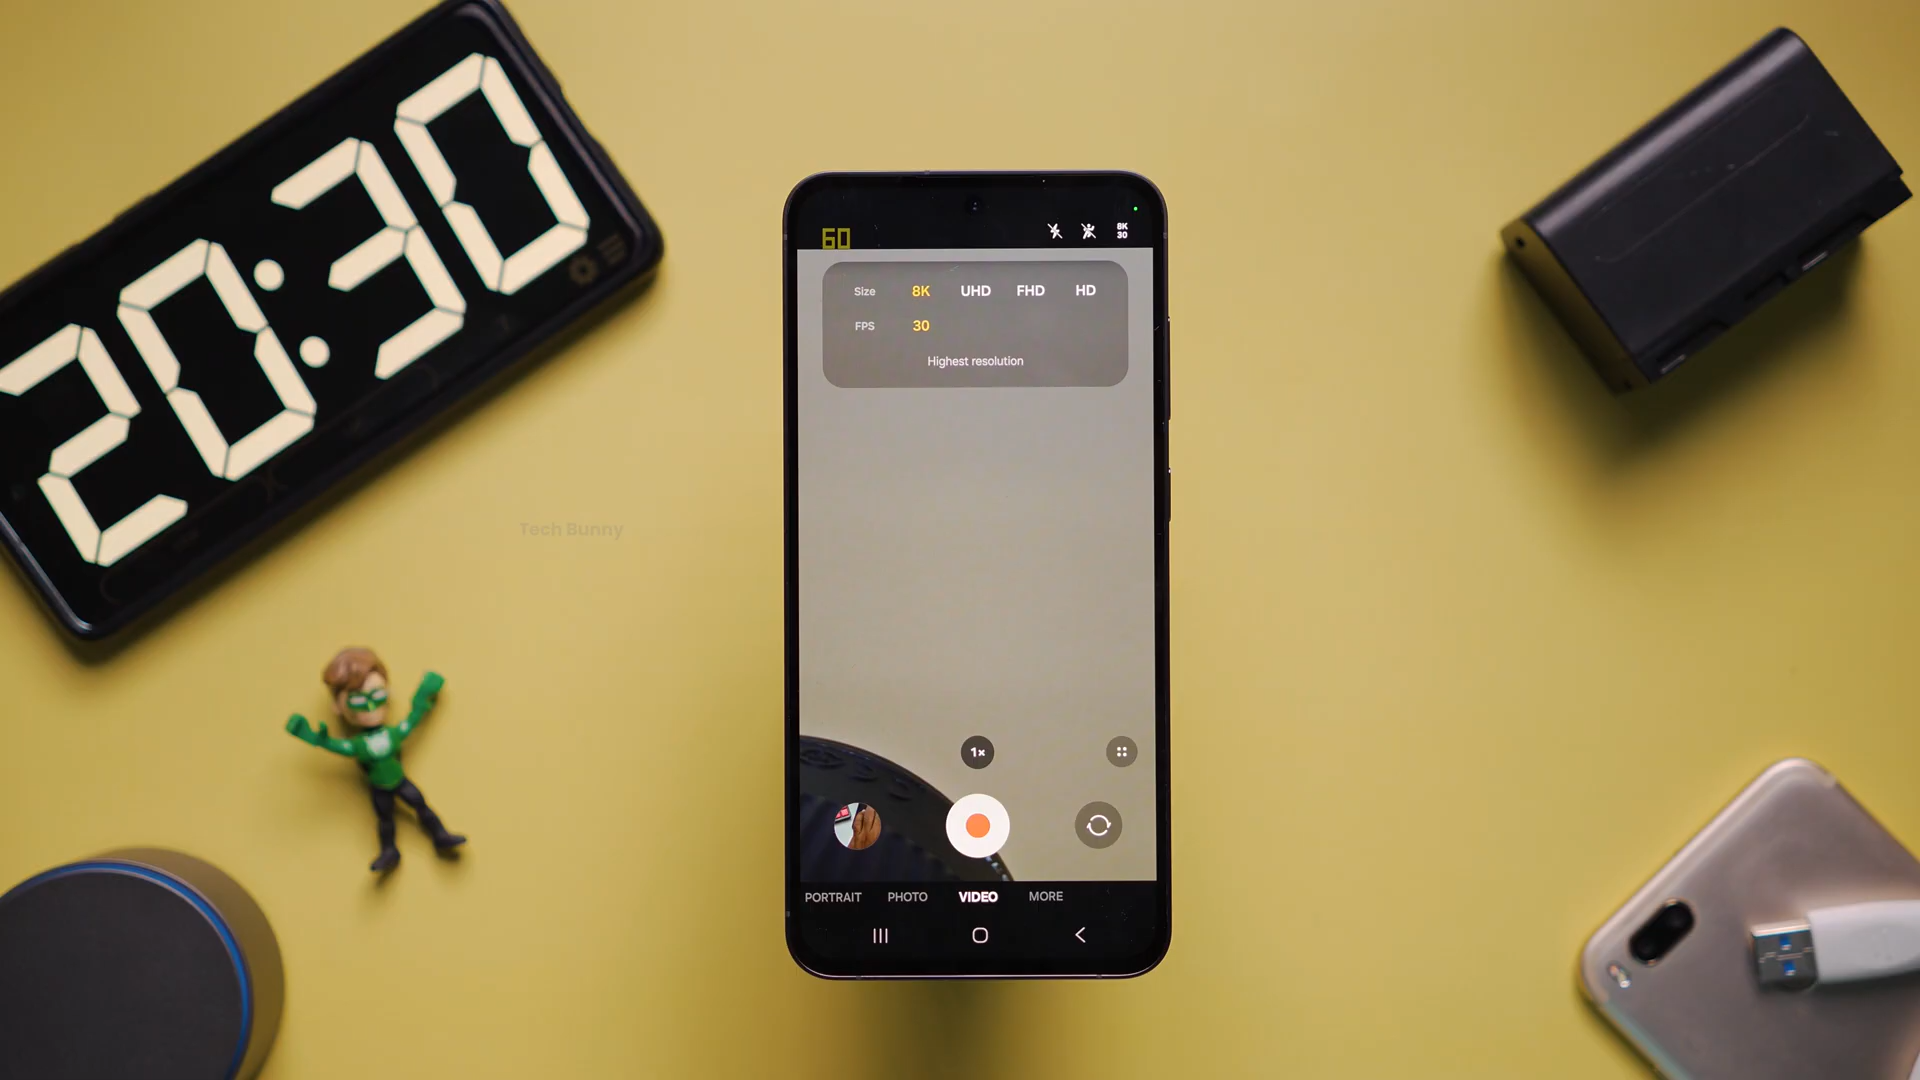 20:30
60
8K
30
Size 8K UHD FHD HD
FPS 30
Highest resolution
Tech Bunny
1x
PORTRAIT PHOTO VIDEO MORE